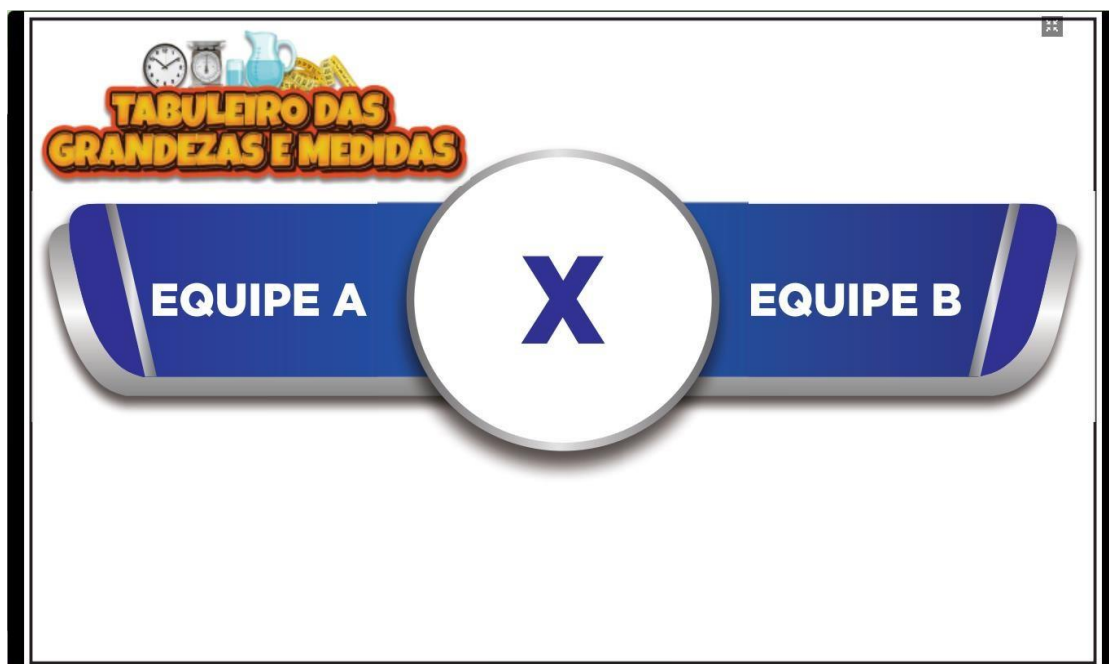 TABULEIRO DAS
GRANDEZAS E MEDIDAS
EQUIPE A
X
EQUIPE B